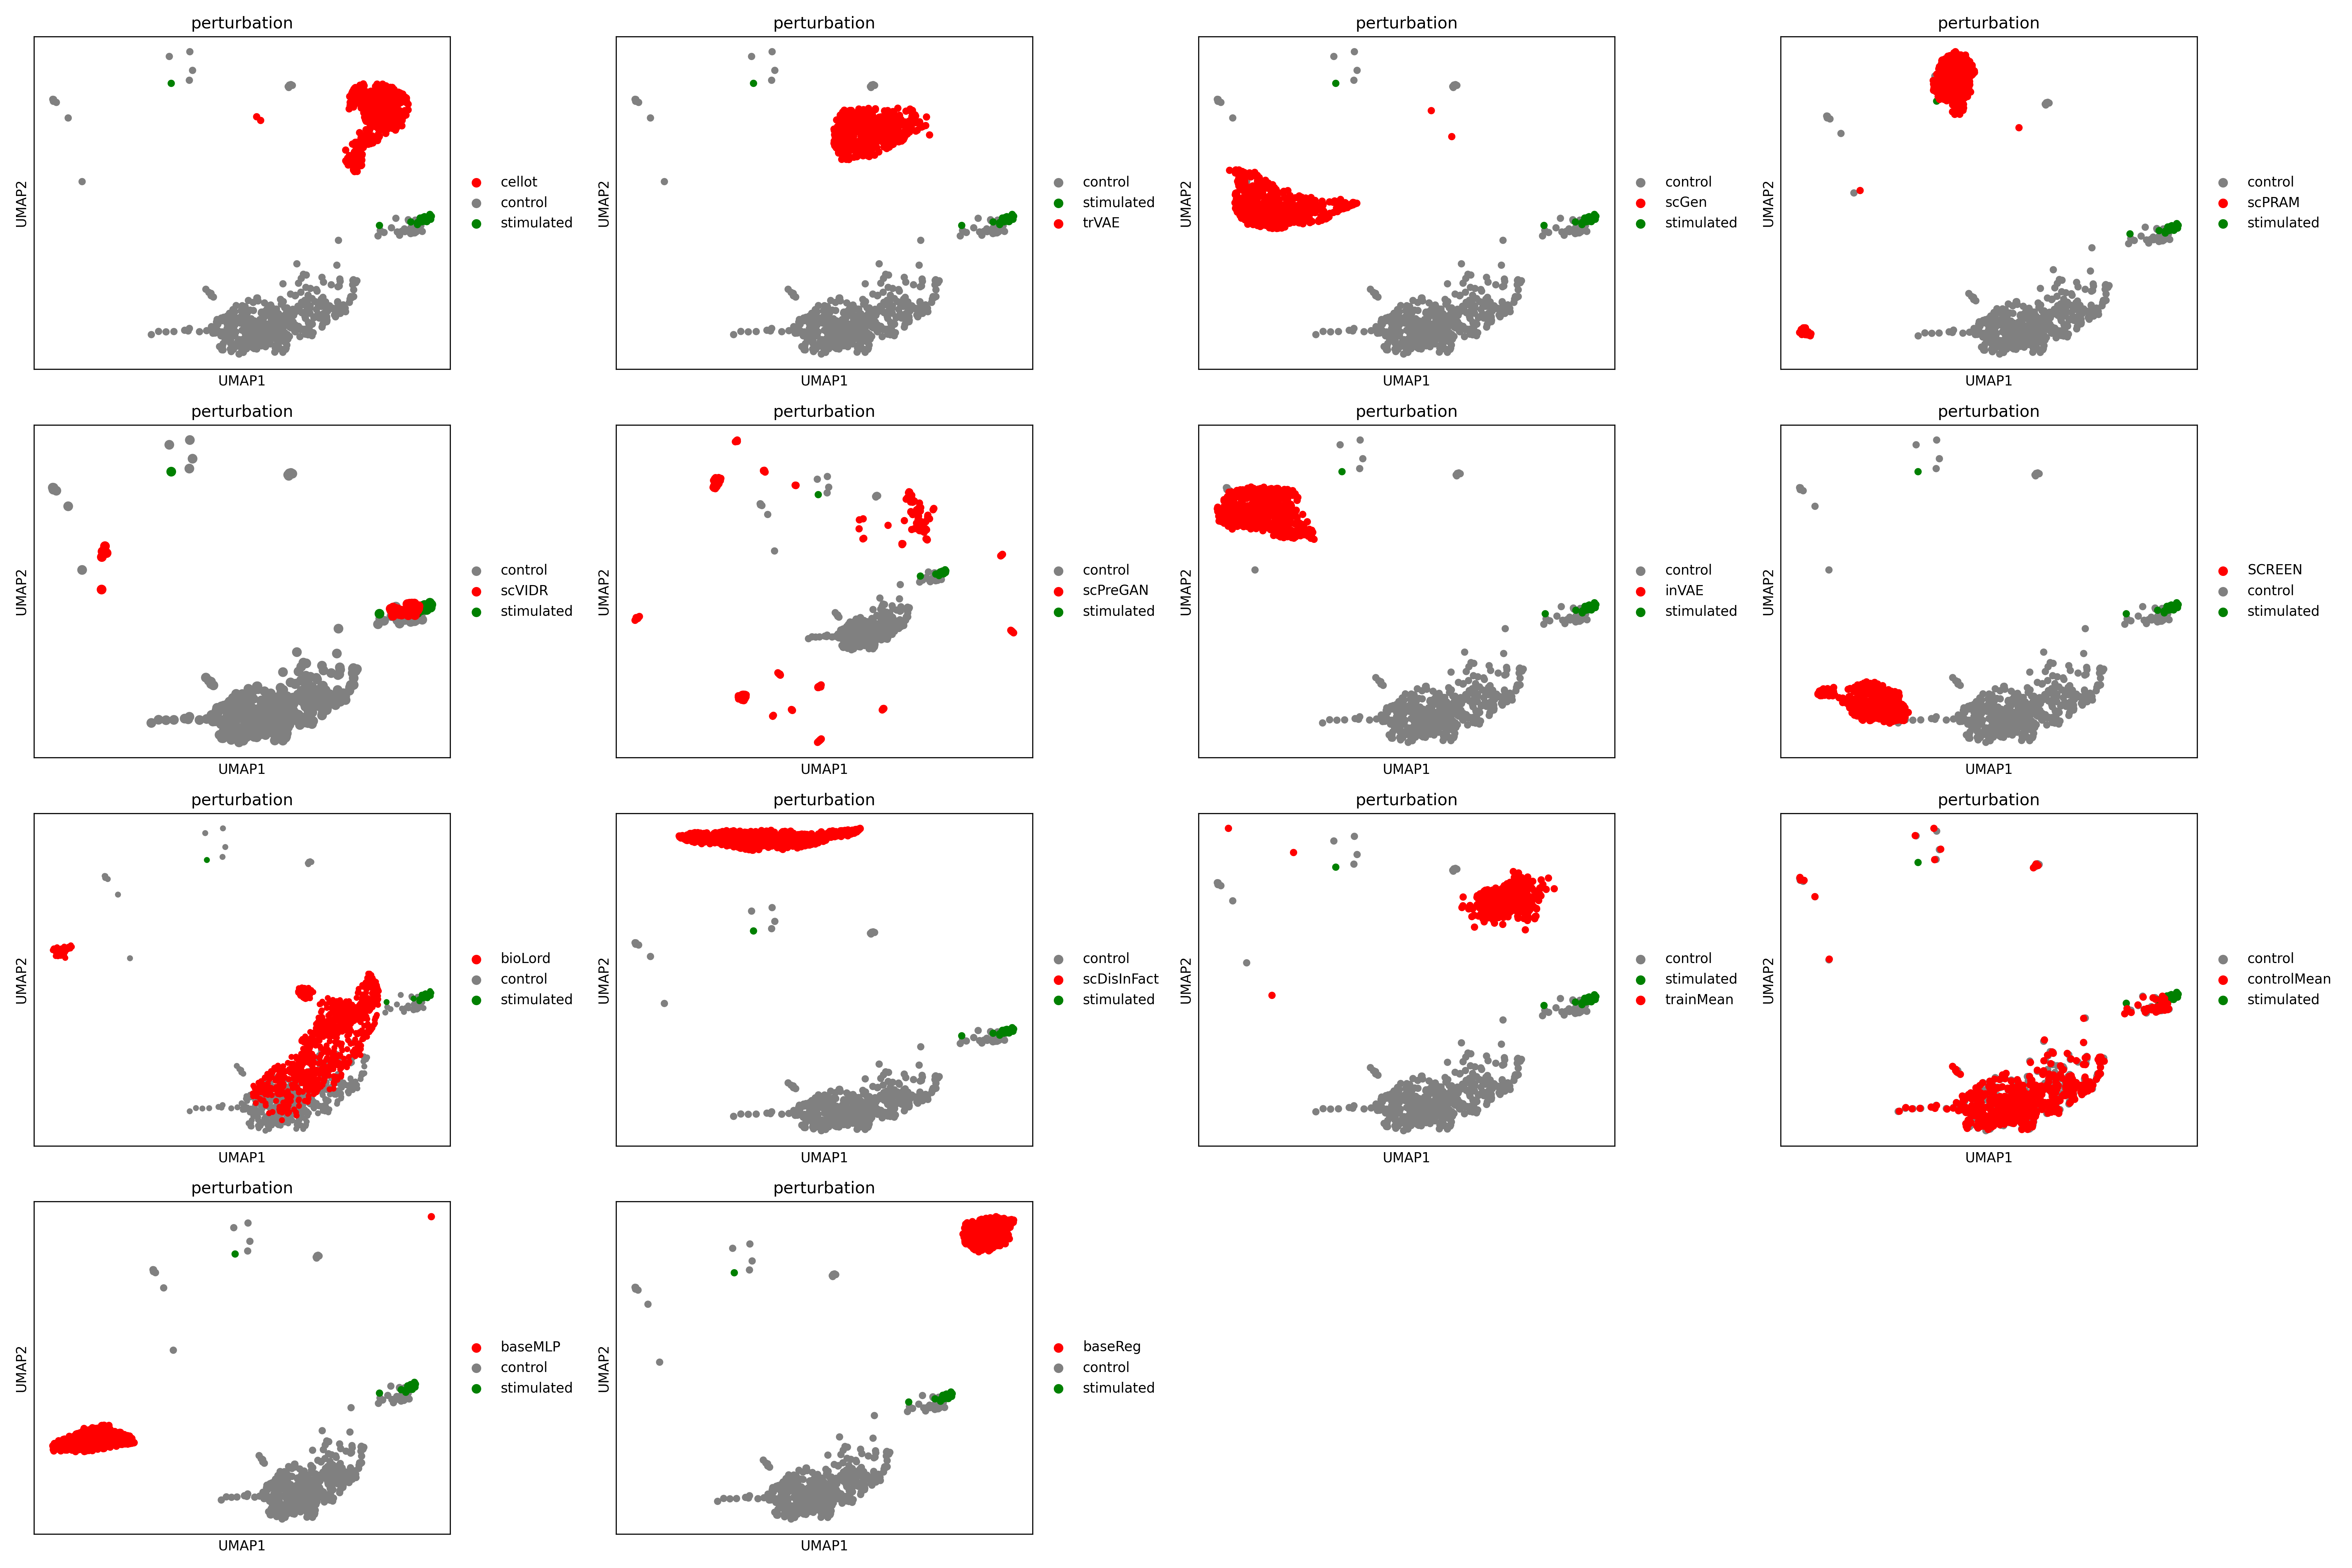 perturbation
UMAP2
cellot
control
stimulated
UMAP1
perturbation
UMAP2
control
stimulated
trVAE
UMAP1
perturbation
UMAP2
control
scGen
stimulated
UMAP1
perturbation
UMAP2
control
scPRAM
stimulated
UMAP1
perturbation
UMAP2
control
scVIDR
stimulated
UMAP1
perturbation
UMAP2
control
scPreGAN
stimulated
UMAP1
perturbation
UMAP2
control
inVAE
stimulated
UMAP1
perturbation
UMAP2
SCREEN
control
stimulated
UMAP1
perturbation
UMAP2
bioLord
control
stimulated
UMAP1
perturbation
UMAP2
control
scDisInFact
stimulated
UMAP1
perturbation
UMAP2
control
stimulated
trainMean
UMAP1
perturbation
UMAP2
control
controlMean
stimulated
UMAP1
perturbation
UMAP2
baseMLP
control
stimulated
UMAP1
perturbation
UMAP2
baseReg
control
stimulated
UMAP1